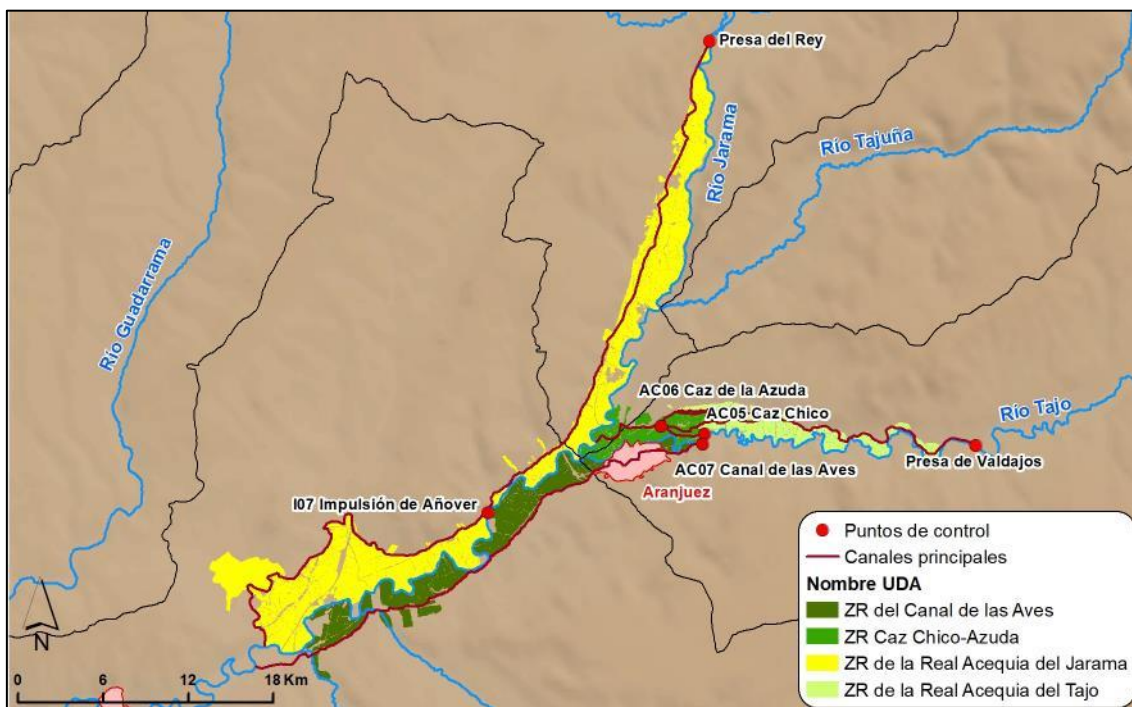 Presa del Rey
Río Jarama
Río Tajuña
Río Guadarrama
AC06 Caz de la Azuda
AC05 Caz Chico
Río Tajo
AC07 Canal de las Aves
Presa de Valdajos
Aranjuez
I07 Impulsión de Añover
N
0 6 12 18 Km
Puntos de control
Canales principales
Nombre UDA
ZR del Canal de las Aves
ZR Caz Chico-Azuda
ZR de la Real Acequia del Jarama
ZR de la Real Acequia del Tajo